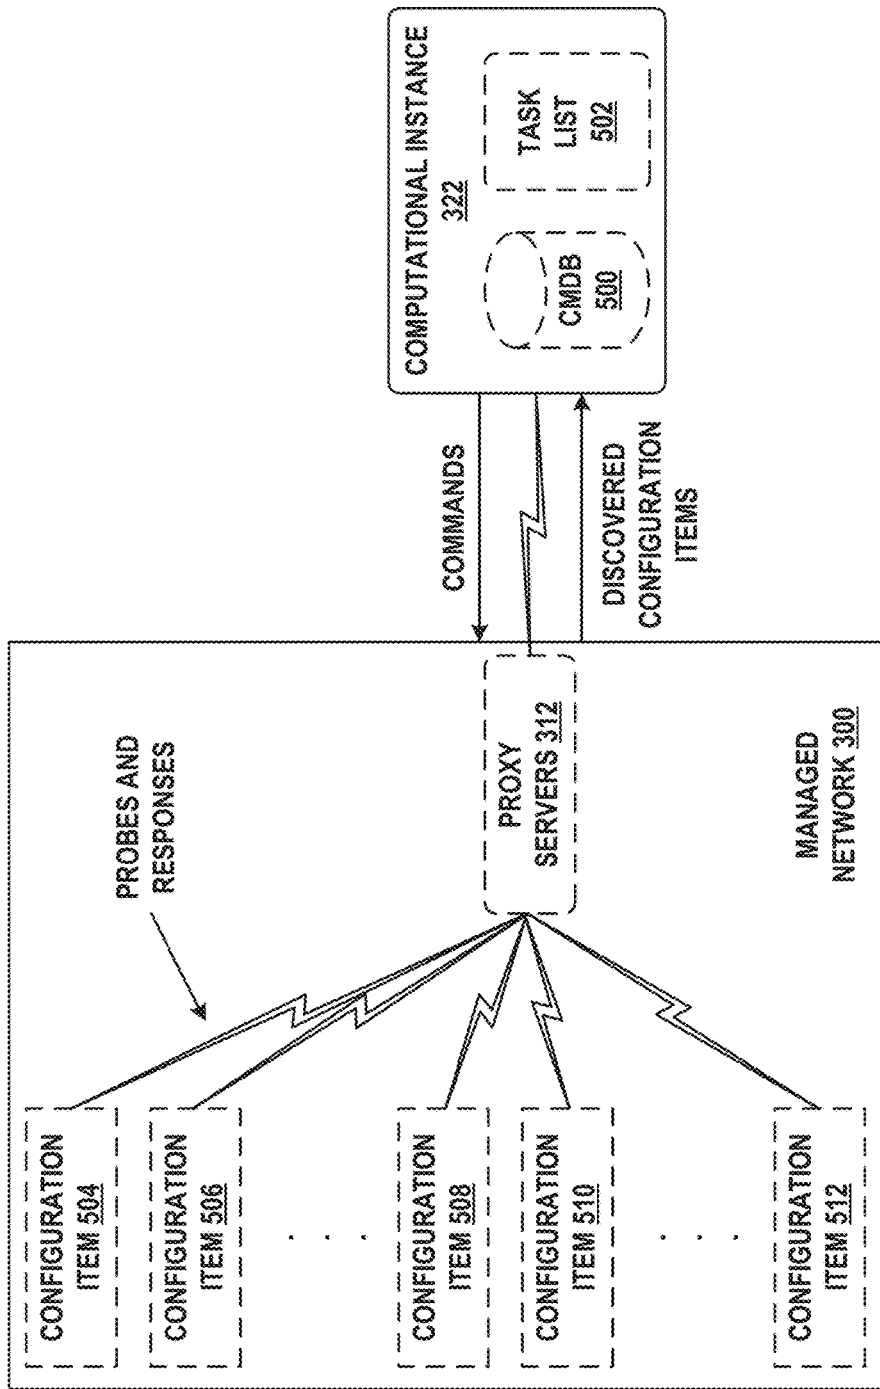 COMPUTATIONAL INSTANCE
322
CMDB
500
TASK
LIST
502
COMMANDS
DISCOVERED
CONFIGURATION
ITEMS
PROBES AND
RESPONSES
PROXY
SERVERS 312
MANAGED
NETWORK 300
CONFIGURATION
ITEM 504
CONFIGURATION
ITEM 506
. . .
CONFIGURATION
ITEM 508
CONFIGURATION
ITEM 510
. . .
CONFIGURATION
ITEM 512